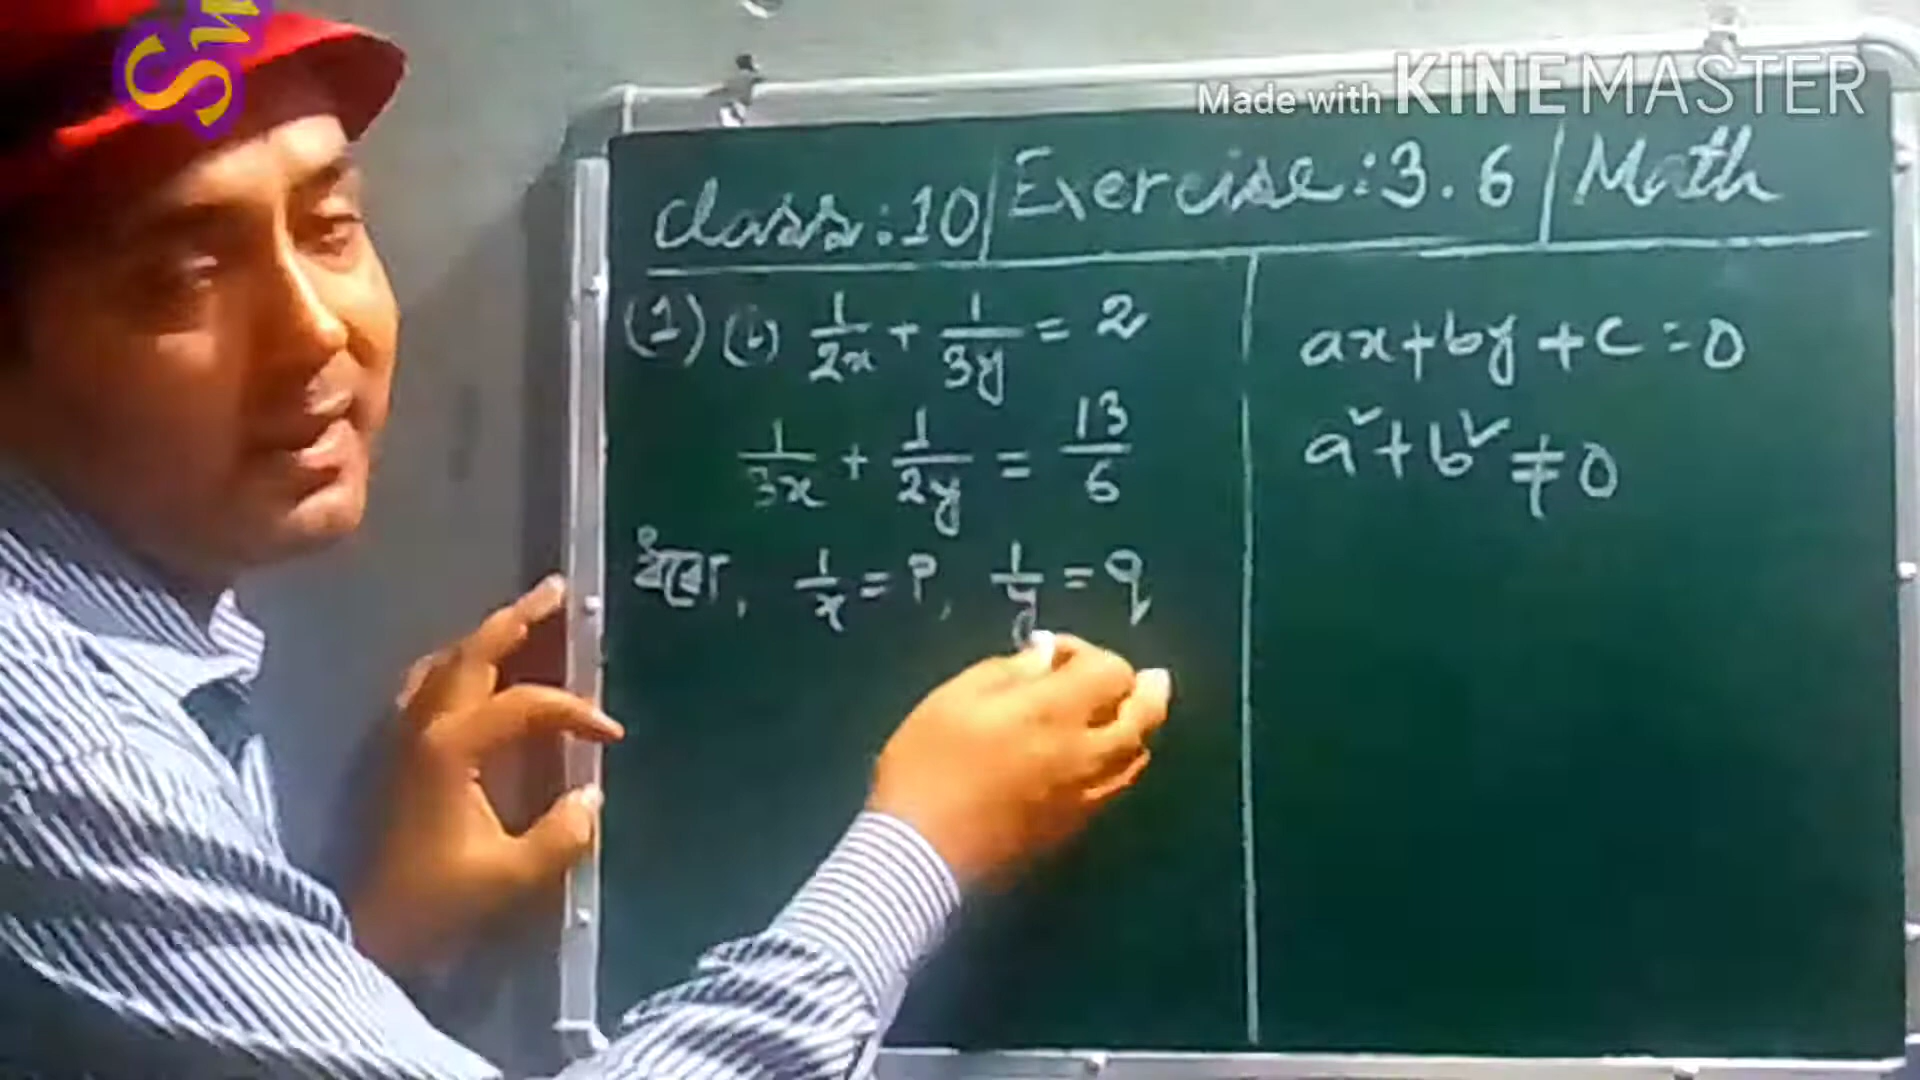 Sm
Made with KINEMASTER
Class:10 | Exercise:3.6 | Math
(1) (b) 1/2x + 1/3y = 2
1/3x + 1/2y = 13/6
ধরো, 1/x = P, 1/y = q
ax+by+c=0
a²+b²≠0